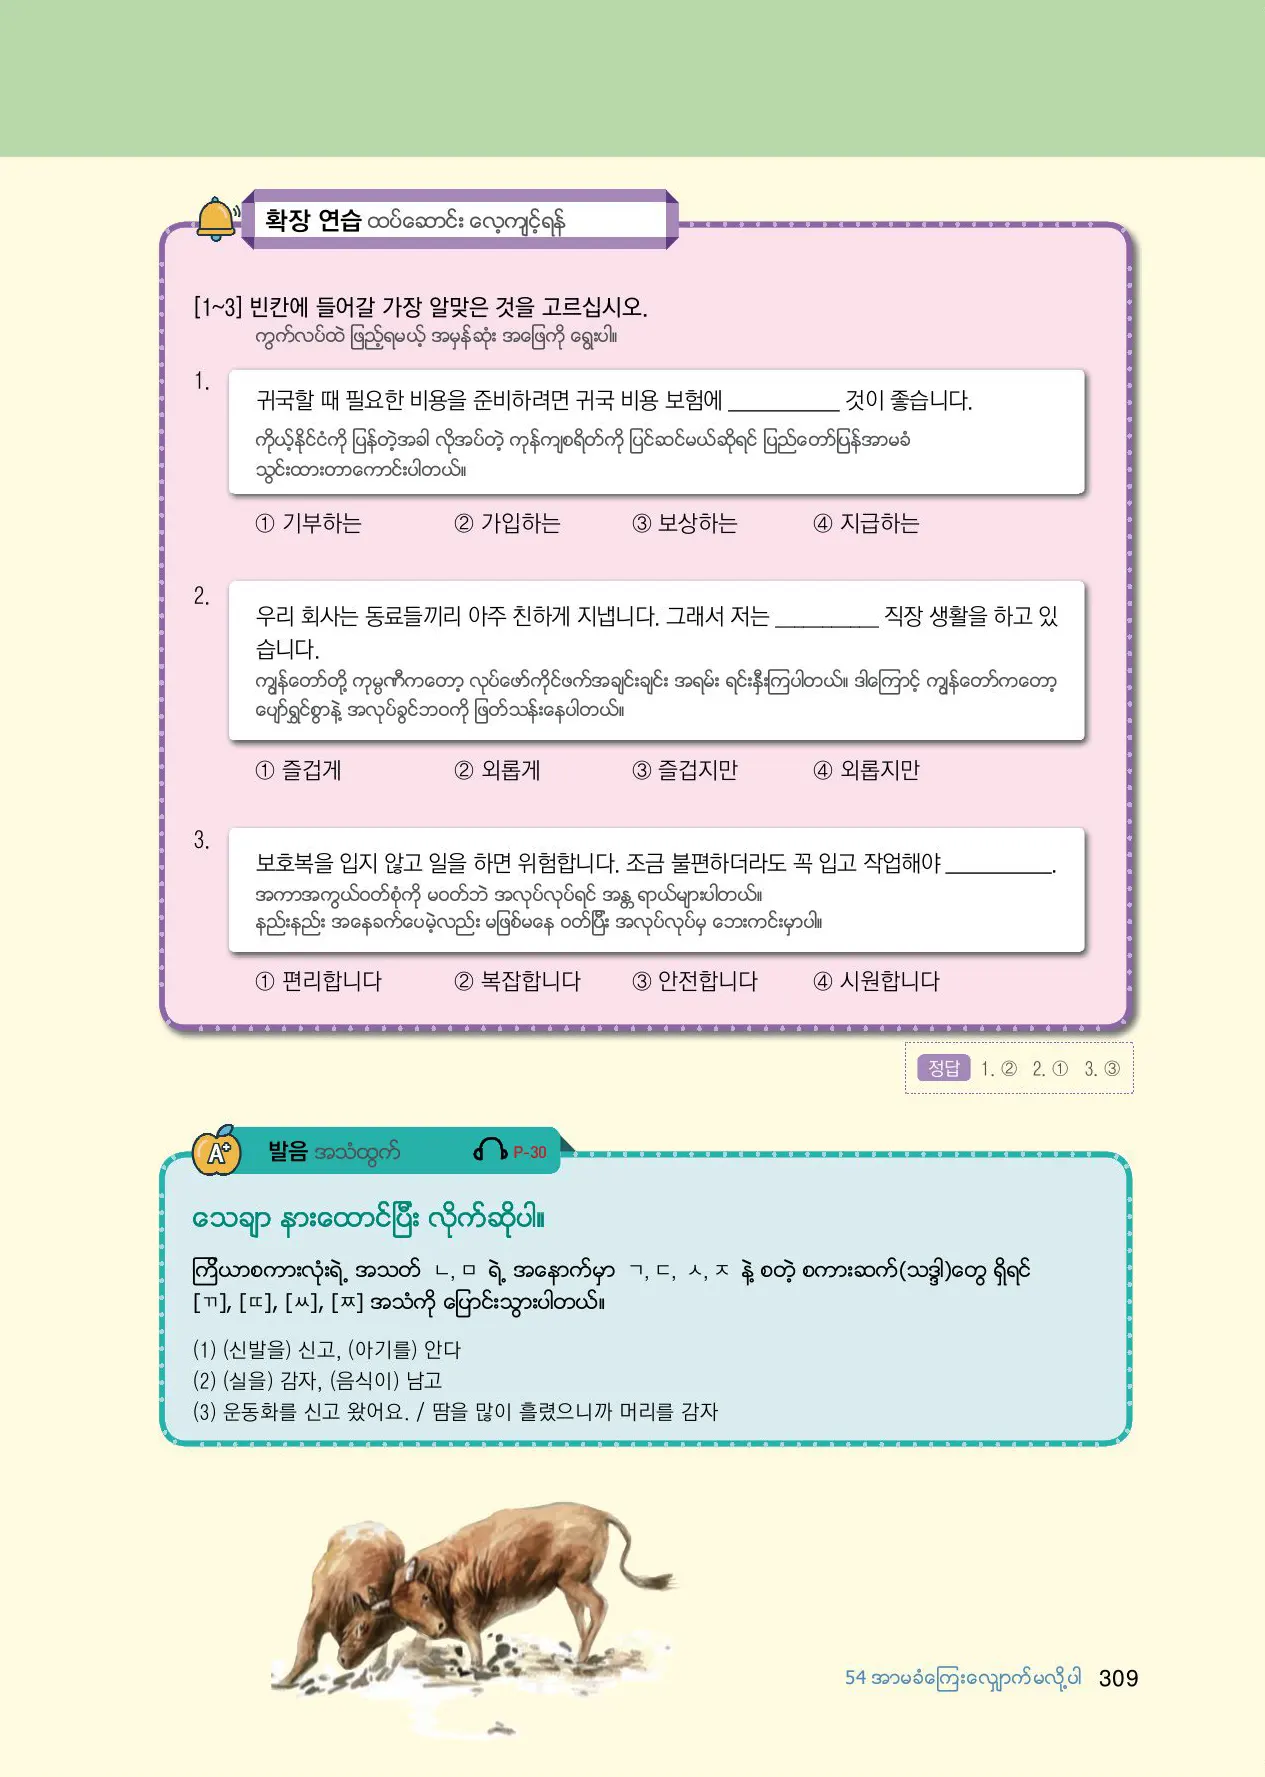 확장 연습 ထပ်ဆောင်း လေ့ကျင့်ရန်
[1~3] 빈칸에 들어갈 가장 알맞은 것을 고르십시오.
ကွက်လပ်ထဲ ဖြည့်ရမယ့် အမှန်ဆုံး အဖြေကို ရွေးပါ။
1.
귀국할 때 필요한 비용을 준비하려면 귀국 비용 보험에 __________ 것이 좋습니다.
ကိုယ့်နိုင်ငံကို ပြန်တဲ့အခါ လိုအပ်တဲ့ ကုန်ကျစရိတ်ကို ပြင်ဆင်မယ်ဆိုရင် ပြည်တော်ပြန်အာမခံ
သွင်းထားတာကောင်းပါတယ်။
① 기부하는 ② 가입하는 ③ 보상하는 ④ 지급하는
2.
우리 회사는 동료들끼리 아주 친하게 지냅니다. 그래서 저는 __________ 직장 생활을 하고 있
습니다.
ကျွန်တော်တို့ ကုမ္ပဏီကတော့ လုပ်ဖော်ကိုင်ဖက်အချင်းချင်း အရမ်း ရင်းနှီးကြပါတယ်။ ဒါကြောင့် ကျွန်တော်ကတော့
ပျော်ရွှင်စွာနဲ့ အလုပ်ခွင်ဘဝကို ဖြတ်သန်းနေပါတယ်။
① 즐겁게 ② 외롭게 ③ 즐겁지만 ④ 외롭지만
3.
보호복을 입지 않고 일을 하면 위험합니다. 조금 불편하더라도 꼭 입고 작업해야 __________.
အကာအကွယ်ဝတ်စုံကို မဝတ်ဘဲ အလုပ်လုပ်ရင် အန္တ ရာယ်များပါတယ်။
နည်းနည်း အနေခက်ပေမဲ့လည်း မဖြစ်မနေ ဝတ်ပြီး အလုပ်လုပ်မှ ဘေးကင်းမှာပါ။
① 편리합니다 ② 복잡합니다 ③ 안전합니다 ④ 시원합니다
정답 1. ② 2. ① 3. ③
A+ 발음 အသံထွက် P-30
သေချာ နားထောင်ပြီး လိုက်ဆိုပါ။
ကြိယာစကားလုံးရဲ့ အသတ် ㄴ, ㅁ ရဲ့ အနောက်မှာ ㄱ, ㄷ, ㅅ, ㅈ နဲ့ စတဲ့ စကားဆက်(သဒ္ဒါ)တွေ ရှိရင်
[ㄲ], [ㄸ], [ㅆ], [ㅉ] အသံကို ပြောင်းသွားပါတယ်။
(1) (신발을) 신고, (아기를) 안다
(2) (실을) 감자, (음식이) 남고
(3) 운동화를 신고 왔어요. / 땀을 많이 흘렸으니까 머리를 감자
54 အာမခံကြေးလျှောက်မလို့ပါ 309